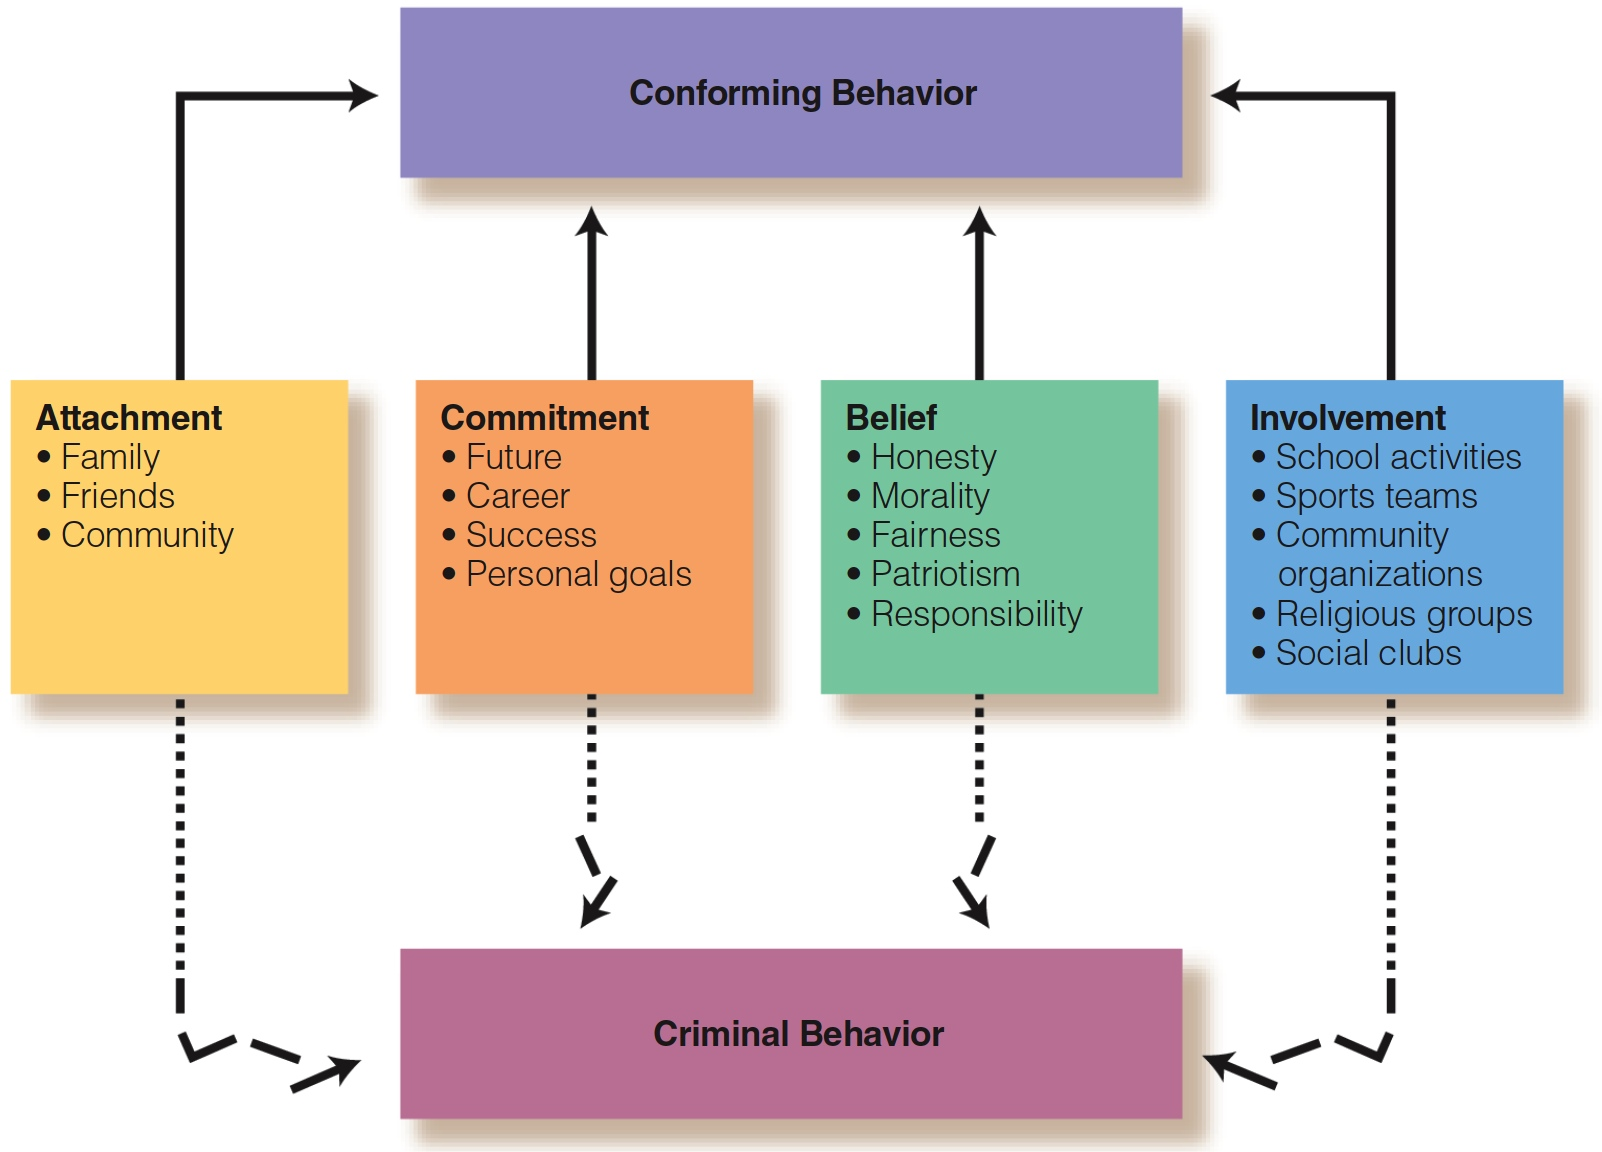 Conforming Behavior
Attachment
• Family
• Friends
• Community
Commitment
• Future
• Career
• Success
• Personal goals
Belief
• Honesty
• Morality
• Fairness
• Patriotism
• Responsibility
Involvement
• School activities
• Sports teams
• Community
organizations
• Religious groups
• Social clubs
Criminal Behavior